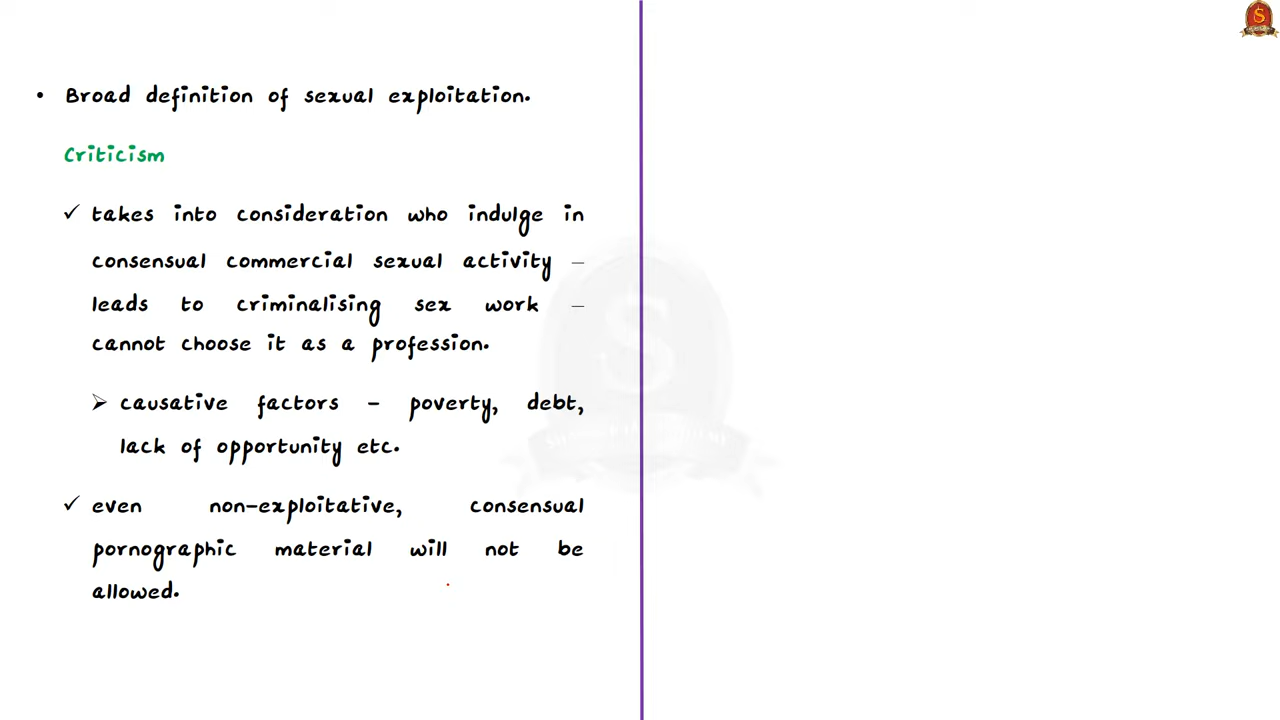 • Broad definition of sexual exploitation.
Criticism
✓ takes into consideration who indulge in
consensual commercial sexual activity –
leads to criminalising sex work –
cannot choose it as a profession.
➢ causative factors – poverty, debt,
lack of opportunity etc.
✓ even non-exploitative, consensual
pornographic material will not be
allowed.